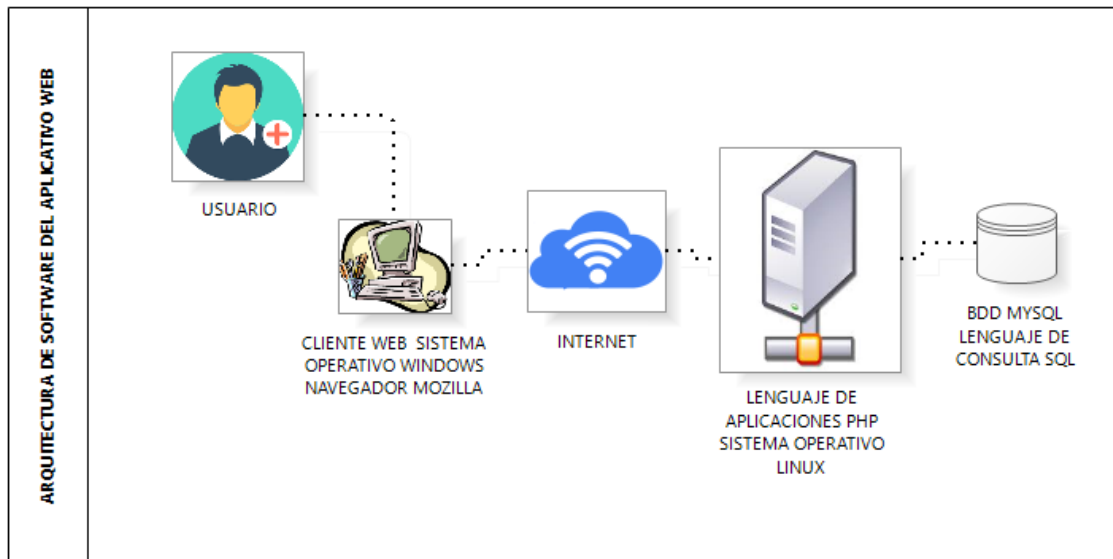 ARQUITECTURA DE SOFTWARE DEL APLICATIVO WEB
USUARIO
CLIENTE WEB  SISTEMA
OPERATIVO WINDOWS
NAVEGADOR MOZILLA
INTERNET
LENGUAJE DE
APLICACIONES PHP
SISTEMA OPERATIVO
LINUX
BDD MYSQL
LENGUAJE DE
CONSULTA SQL